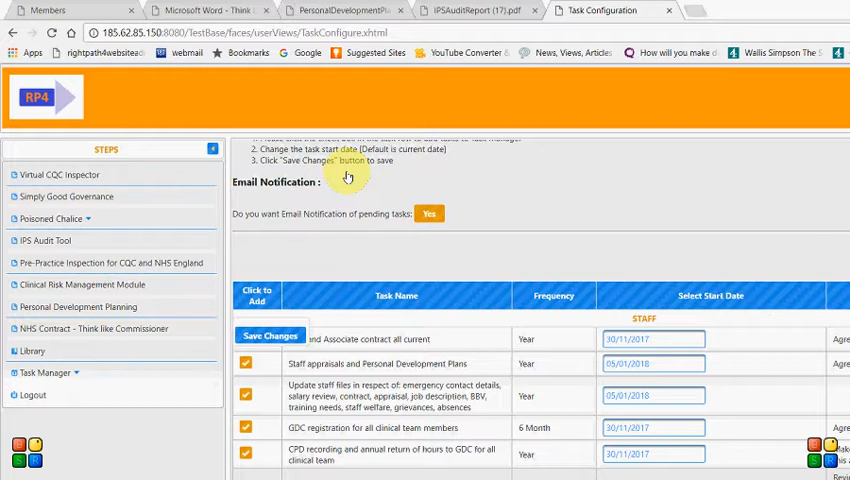 Members
Microsoft Word - Think L
PersonalDevelopmentPla
IPSAuditReport (17).pdf
Task Configuration
185.62.85.150:8080/TestBase/faces/userViews/TaskConfigure.xhtml
Apps
rightpath4websitead
webmail
Bookmarks
Google
Suggested Sites
YouTube Converter &
News, Views, Articles
How will you make d
Wallis Simpson The S
RP4
STEPS
Virtual CQC Inspector
Simply Good Governance
Poisoned Chalice
IPS Audit Tool
Pre-Practice Inspection for CQC and NHS England
Clinical Risk Management Module
Personal Development Planning
NHS Contract - Think like Commissioner
Library
Task Manager
Logout
2. Change the task start date (Default is current date)
3. Click "Save Changes" button to save
Email Notification :
Do you want Email Notification of pending tasks: Yes
Click to Add
Task Name
Frequency
Select Start Date
STAFF
Save Changes
and Associate contract all current
Year
30/11/2017
Agre
Staff appraisals and Personal Development Plans
Year
05/01/2018
Update staff files in respect of: emergency contact details,
salary review, contract, appraisal, job description, BBV,
training needs, staff welfare, grievances, absences
Year
05/01/2018
GDC registration for all clinical team members
6 Month
30/11/2017
Agre
CPD recording and annual return of hours to GDC for all
clinical team
Year
30/11/2017
Make
his a
Revi